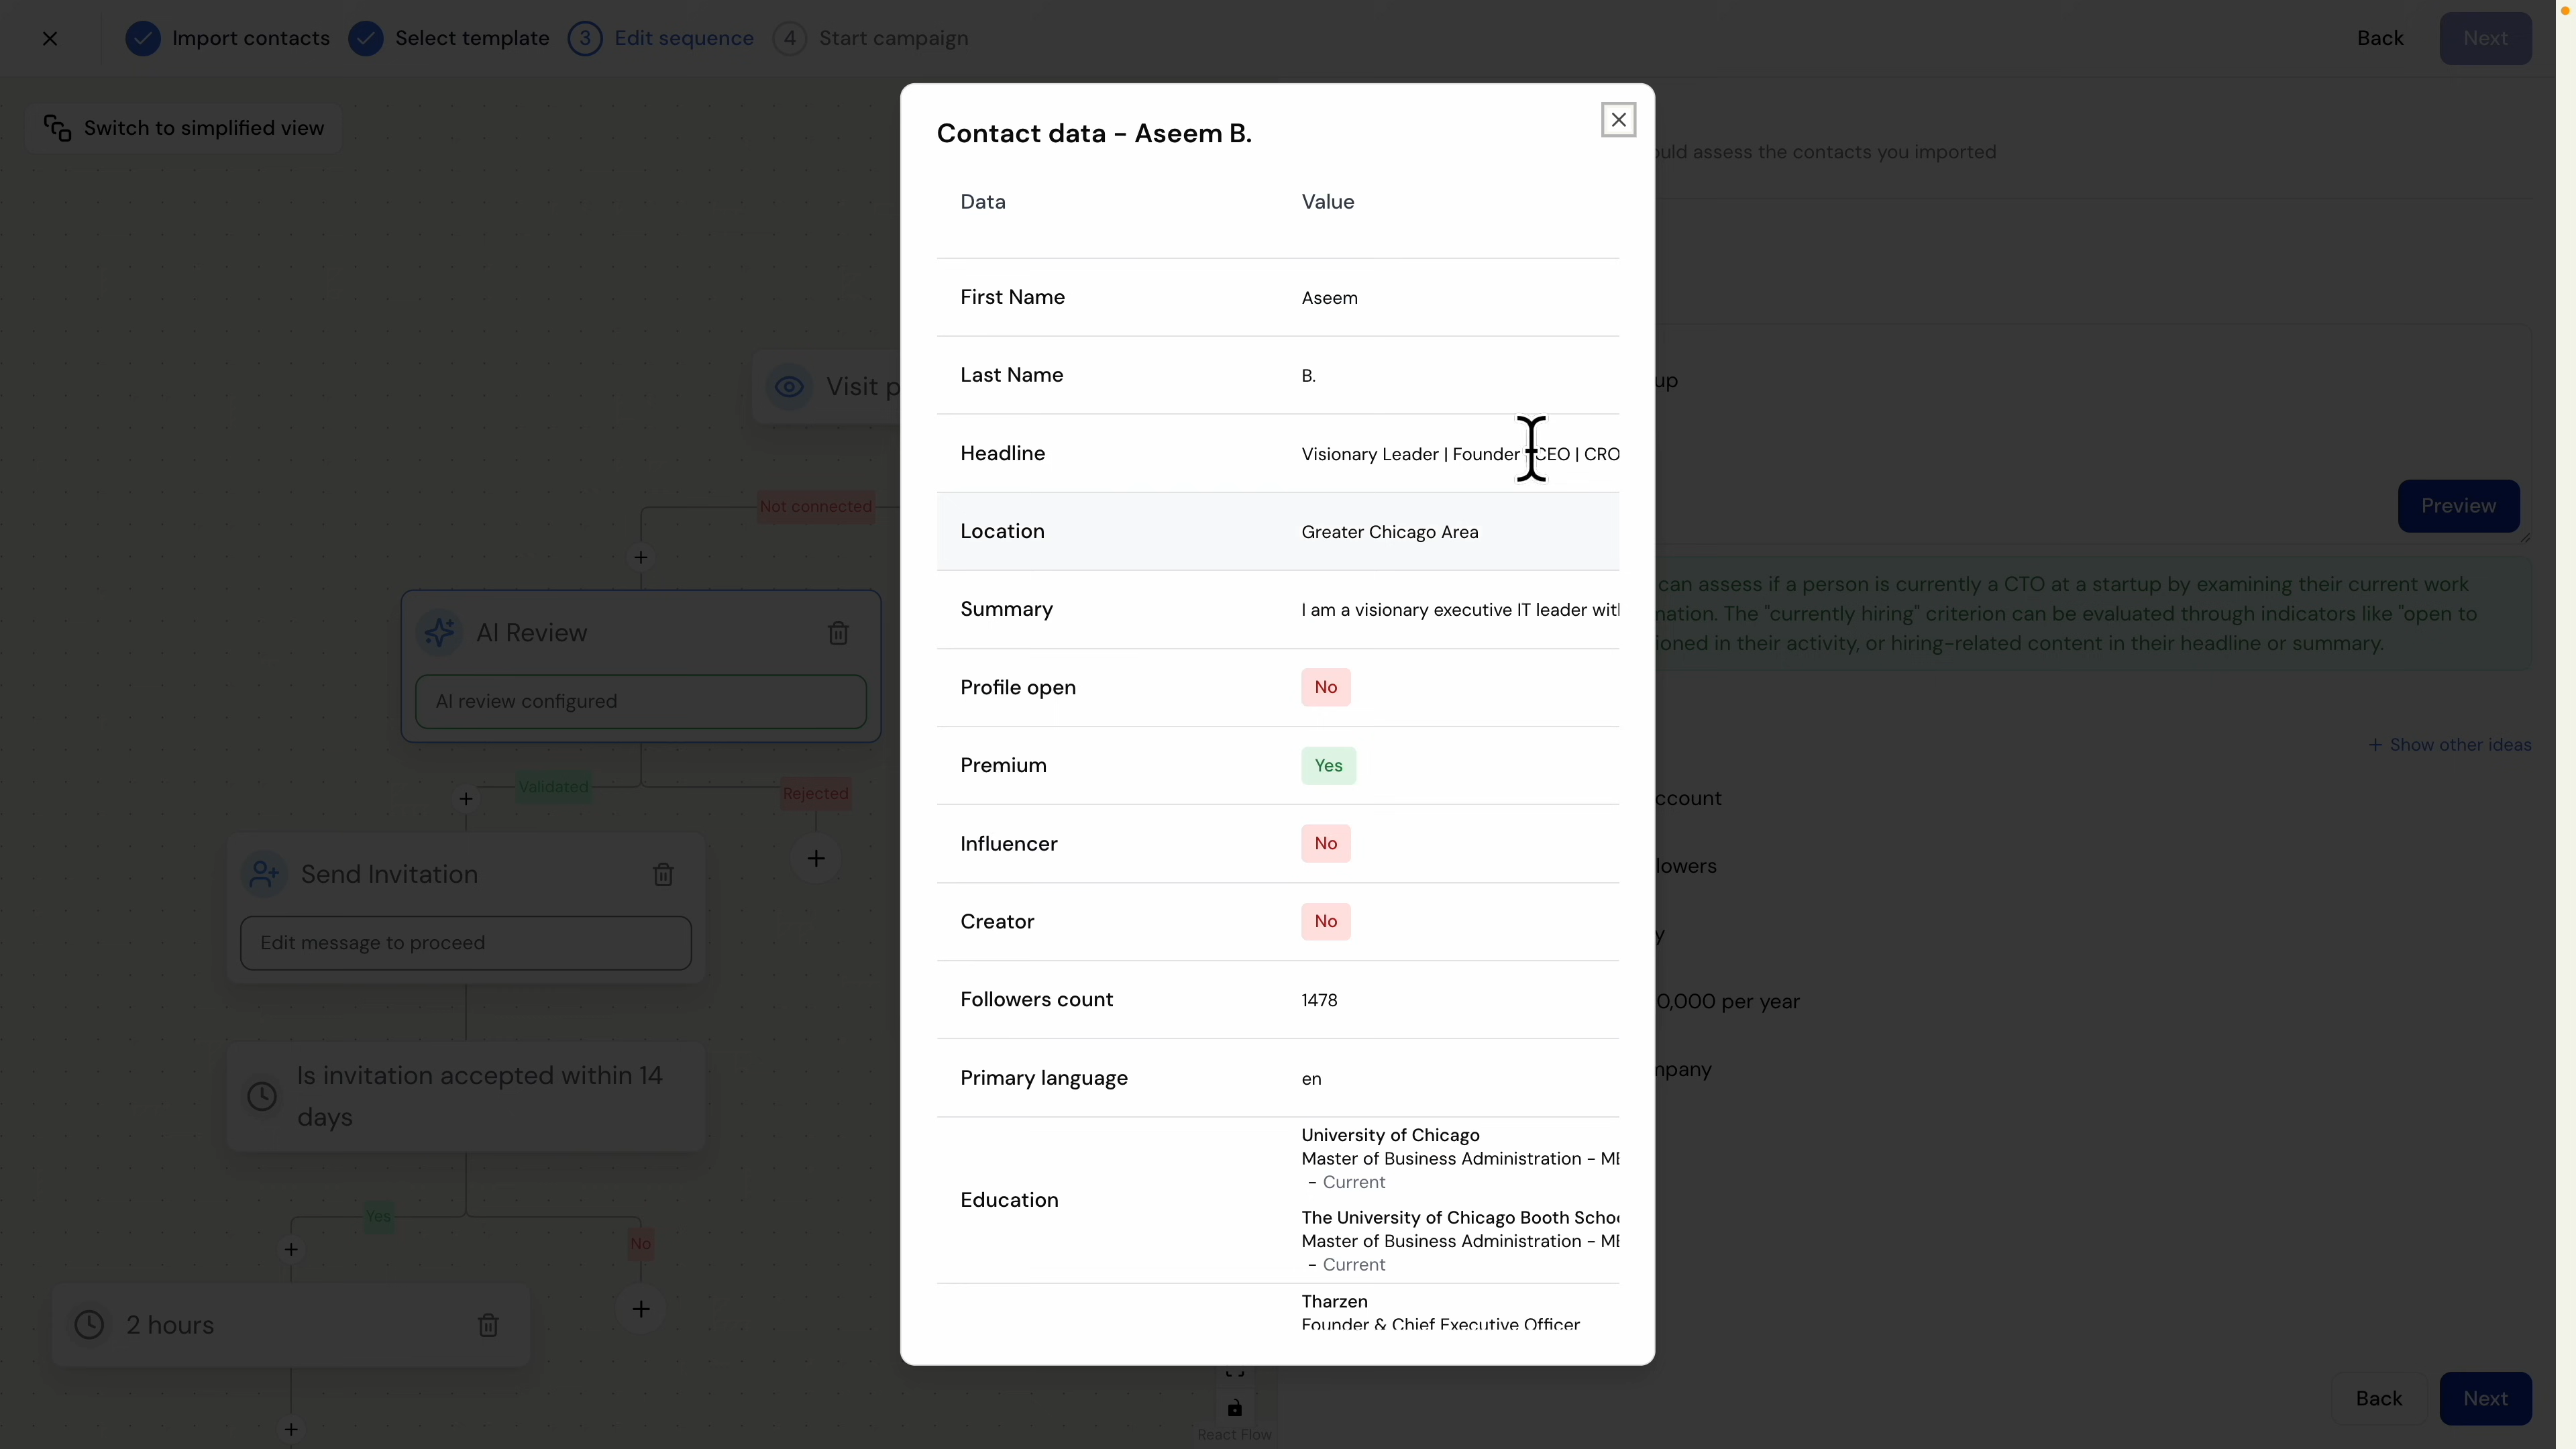 Import contacts
Select template
3 Edit sequence
4 Start campaign
Back
Next
Switch to simplified view
Contact data - Aseem B.
ould assess the contacts you imported
Data Value
First Name Aseem
Last Name B.
Headline Visionary Leader | Founder CEO | CRO
Location Greater Chicago Area
Summary I am a visionary executive IT leader with
Profile open No
Premium Yes
Influencer No
Creator No
Followers count 1478
Primary language en
Education
University of Chicago
Master of Business Administration - MB
- Current
The University of Chicago Booth Schoo
Master of Business Administration - MB
- Current
Tharzen
Founder & Chief Executive Officer
Visit p
Not connected
AI Review
AI review configured
Validated
Rejected
Send Invitation
Edit message to proceed
Is invitation accepted within 14
days
Yes
No
2 hours
up
Preview
can assess if a person is currently a CTO at a startup by examining their current work
mation. The "currently hiring" criterion can be evaluated through indicators like "open to
ioned in their activity, or hiring-related content in their headline or summary.
+ Show other ideas
ccount
lowers
y
0,000 per year
mpany
React Flow
Back
Next